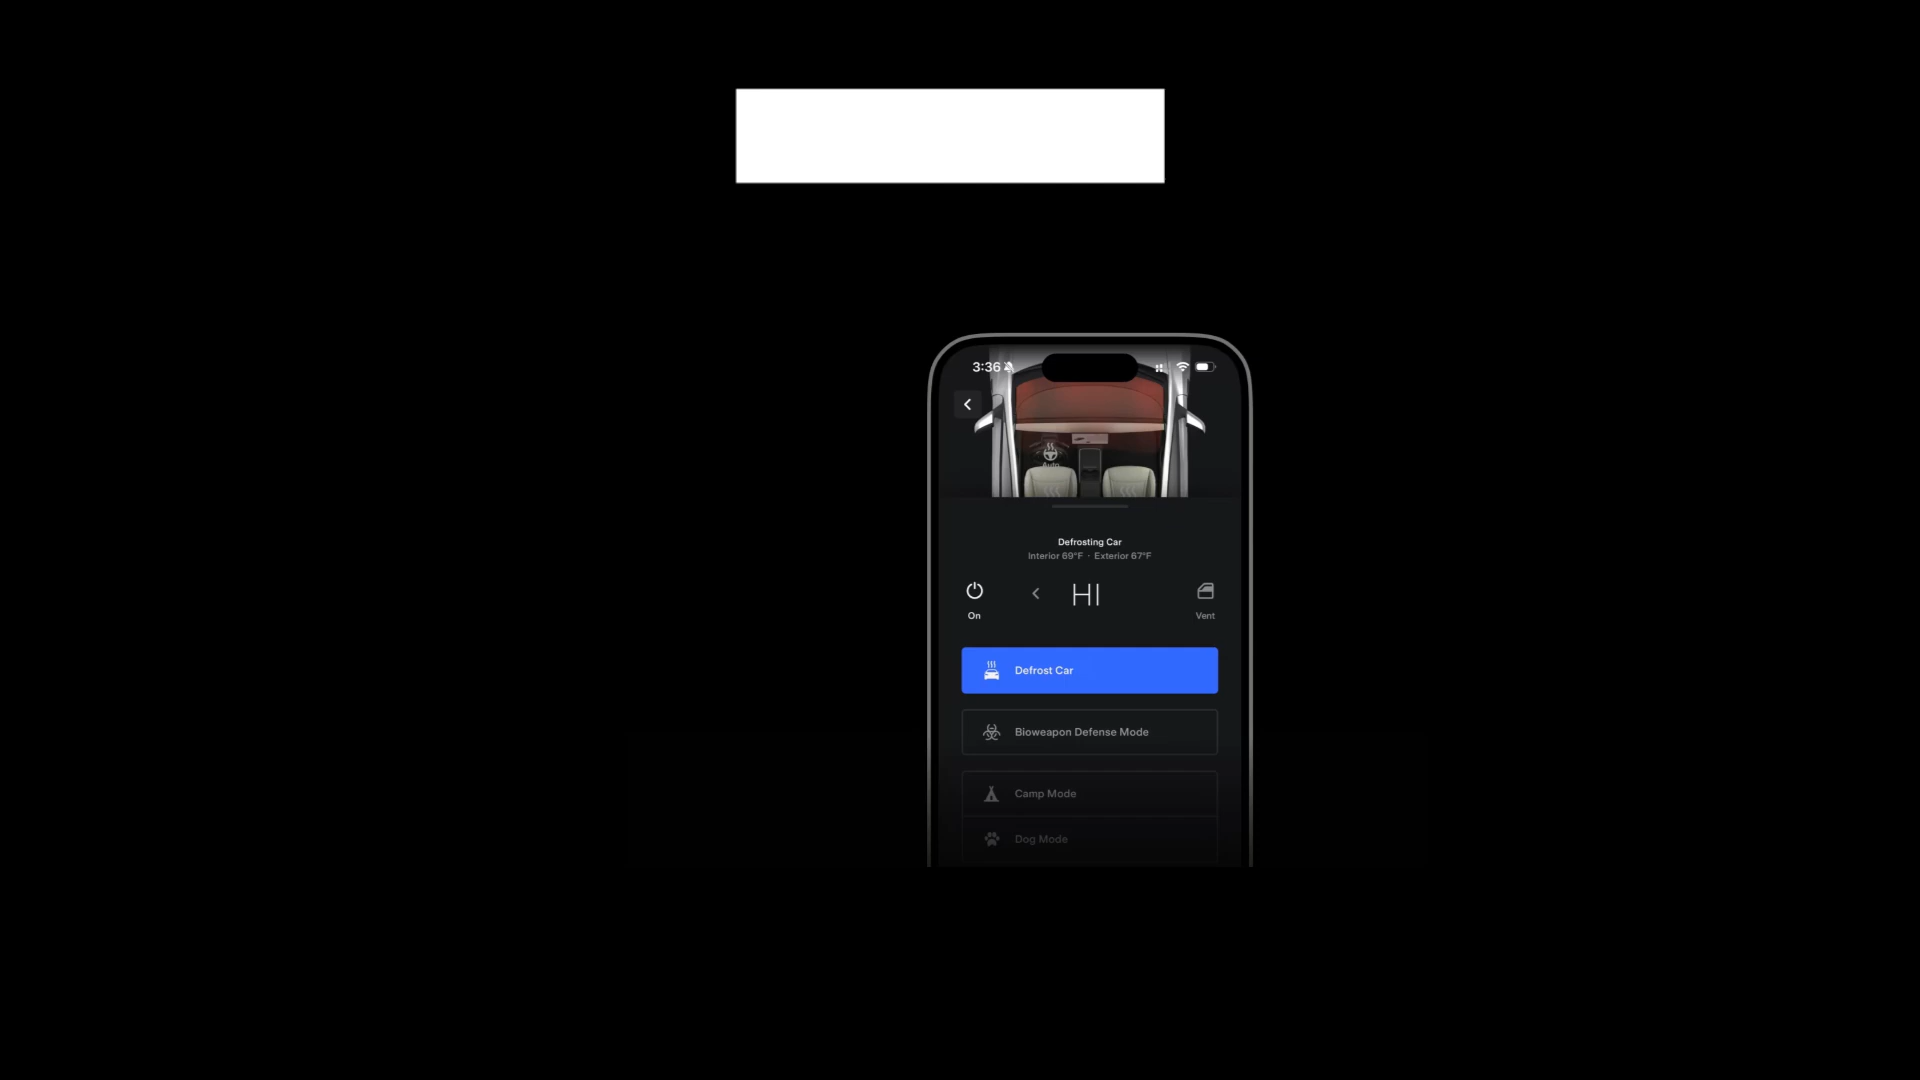 3:36
Auto
Defrosting Car
Interior 69°F · Exterior 67°F
HI
On
Vent
Defrost Car
Bioweapon Defense Mode
Camp Mode
Dog Mode